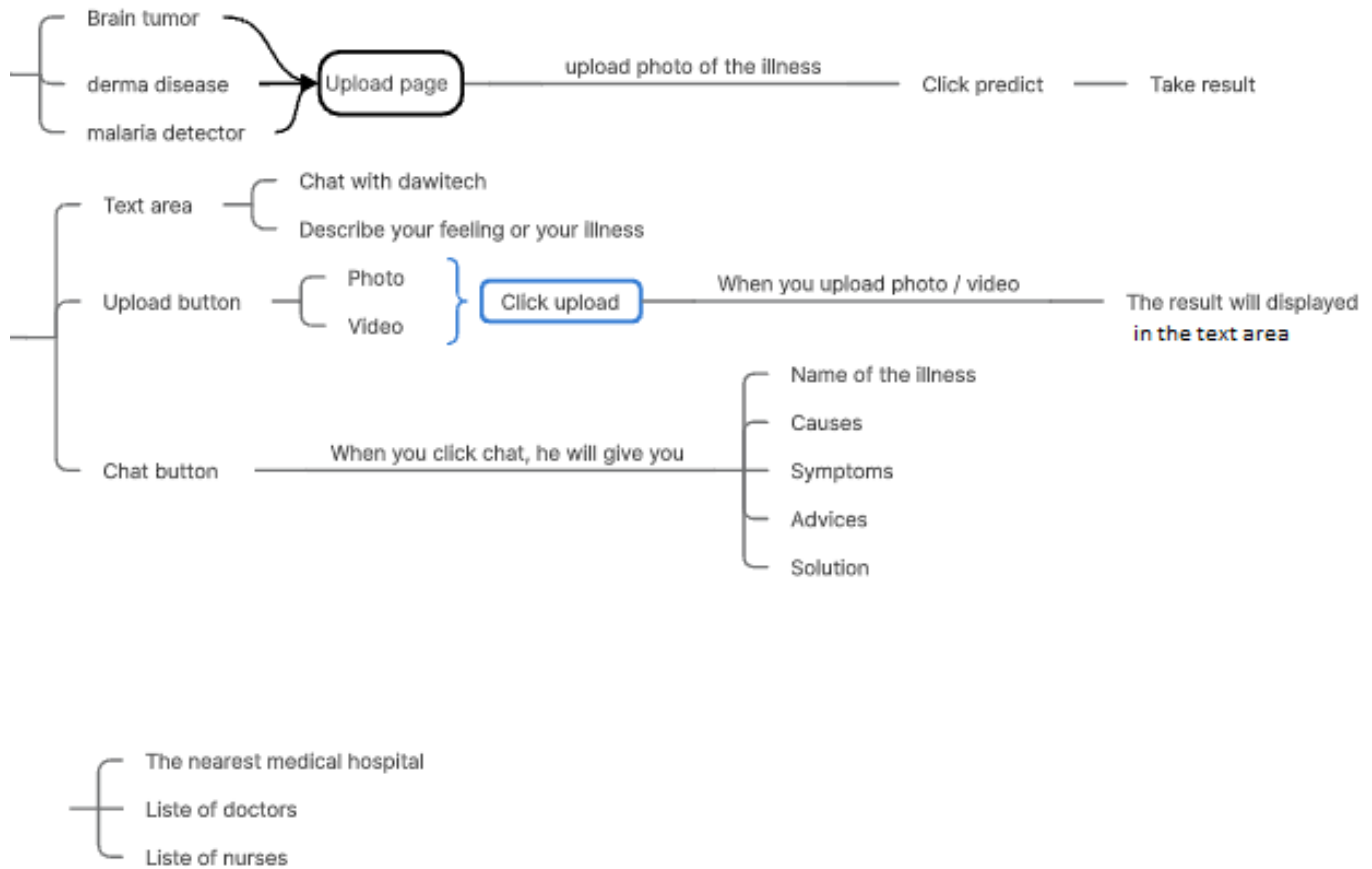 Brain tumor
derma disease
malaria detector
Upload page
upload photo of the illness
Click predict
Take result
Text area
Chat with dawitech
Describe your feeling or your illness
Upload button
Photo
Video
Click upload
When you upload photo / video
The result will displayed
in the text area
Chat button
When you click chat, he will give you
Name of the illness
Causes
Symptoms
Advices
Solution
The nearest medical hospital
Liste of doctors
Liste of nurses